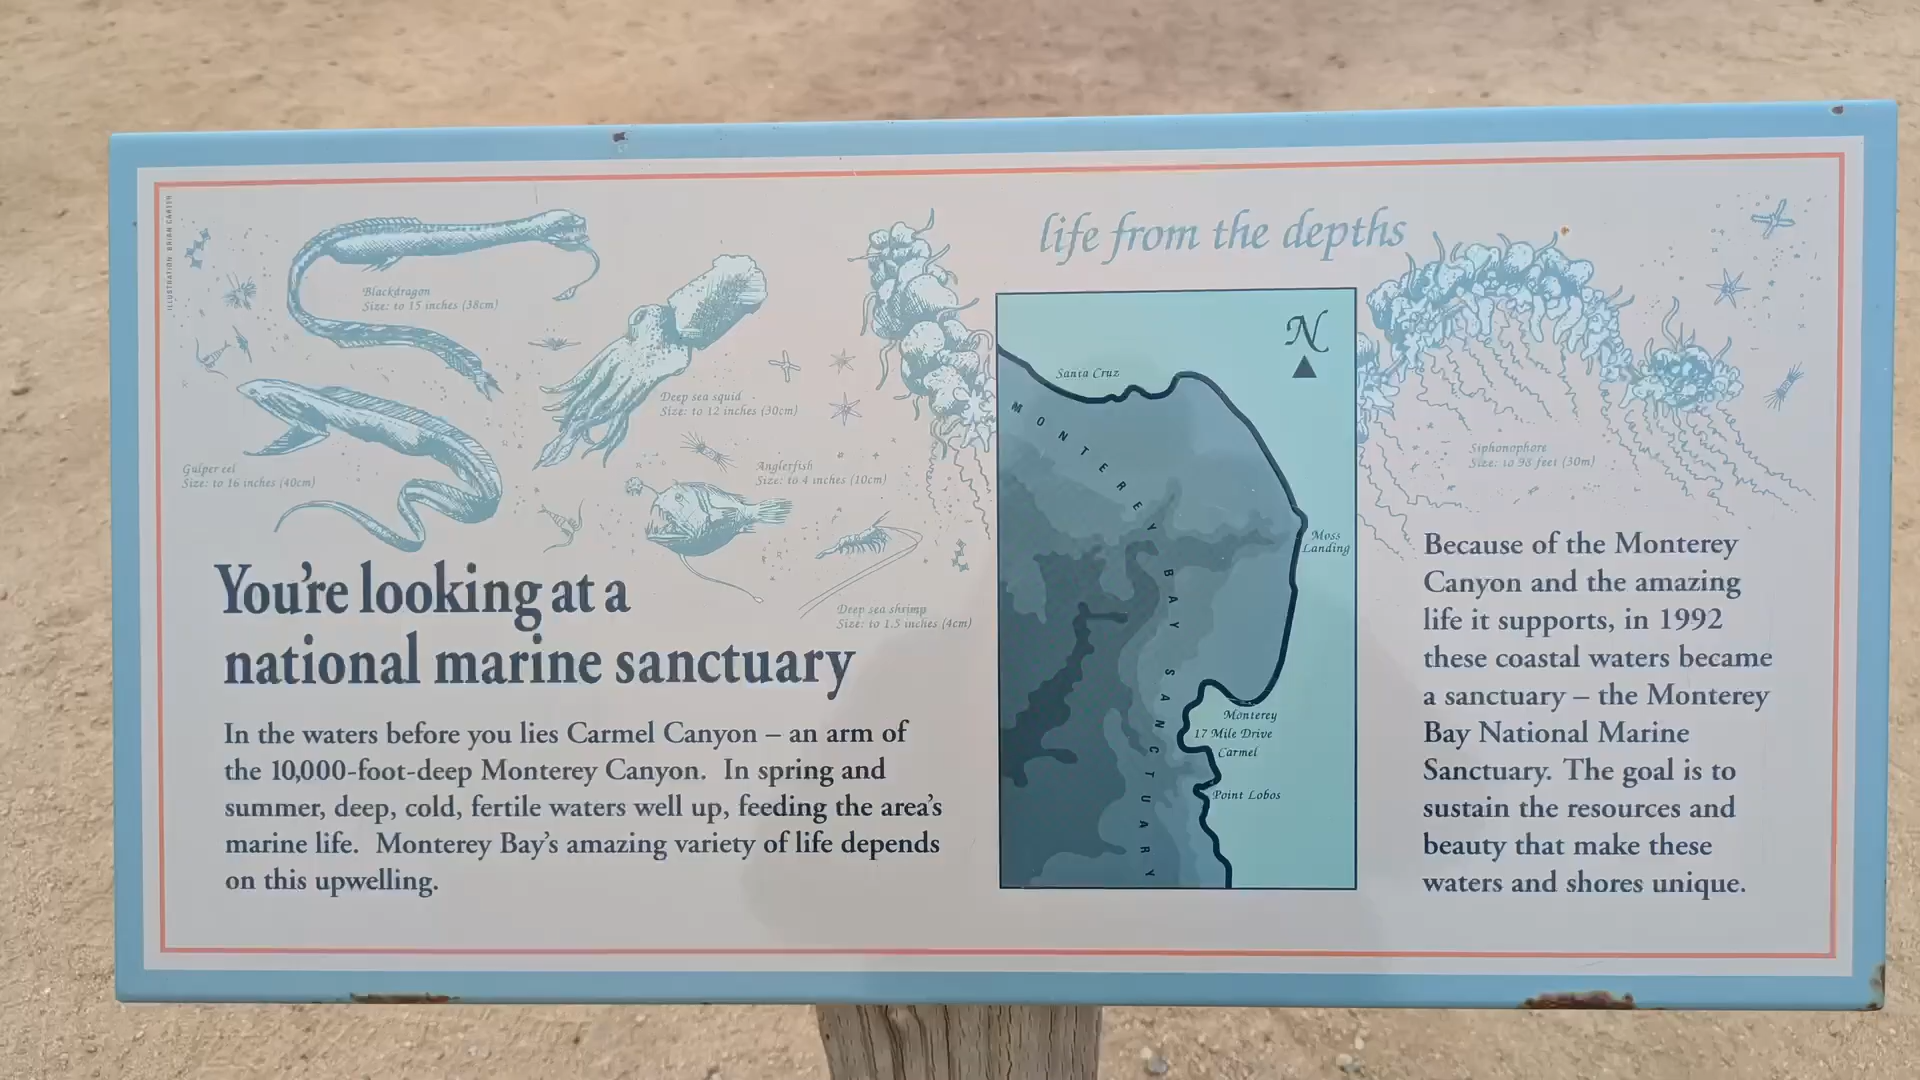 life from the depths
ILLUSTRATION: BRIAN CARTER
Blackdragon
Size: to 15 inches (38cm)
Deep sea squid
Size: to 12 inches (30cm)
Gulper eel
Size: to 16 inches (40cm)
Anglerfish
Size: to 4 inches (10cm)
Deep sea shrimp
Size: to 1.5 inches (4cm)
Siphonophore
Size: to 98 feet (30m)
You're looking at a
national marine sanctuary
In the waters before you lies Carmel Canyon – an arm of
the 10,000-foot-deep Monterey Canyon. In spring and
summer, deep, cold, fertile waters well up, feeding the area's
marine life. Monterey Bay's amazing variety of life depends
on this upwelling.
N
Santa Cruz
MONTEREY BAY SANCTUARY
Moss
Landing
Monterey
17 Mile Drive
Carmel
Point Lobos
Because of the Monterey
Canyon and the amazing
life it supports, in 1992
these coastal waters became
a sanctuary – the Monterey
Bay National Marine
Sanctuary. The goal is to
sustain the resources and
beauty that make these
waters and shores unique.